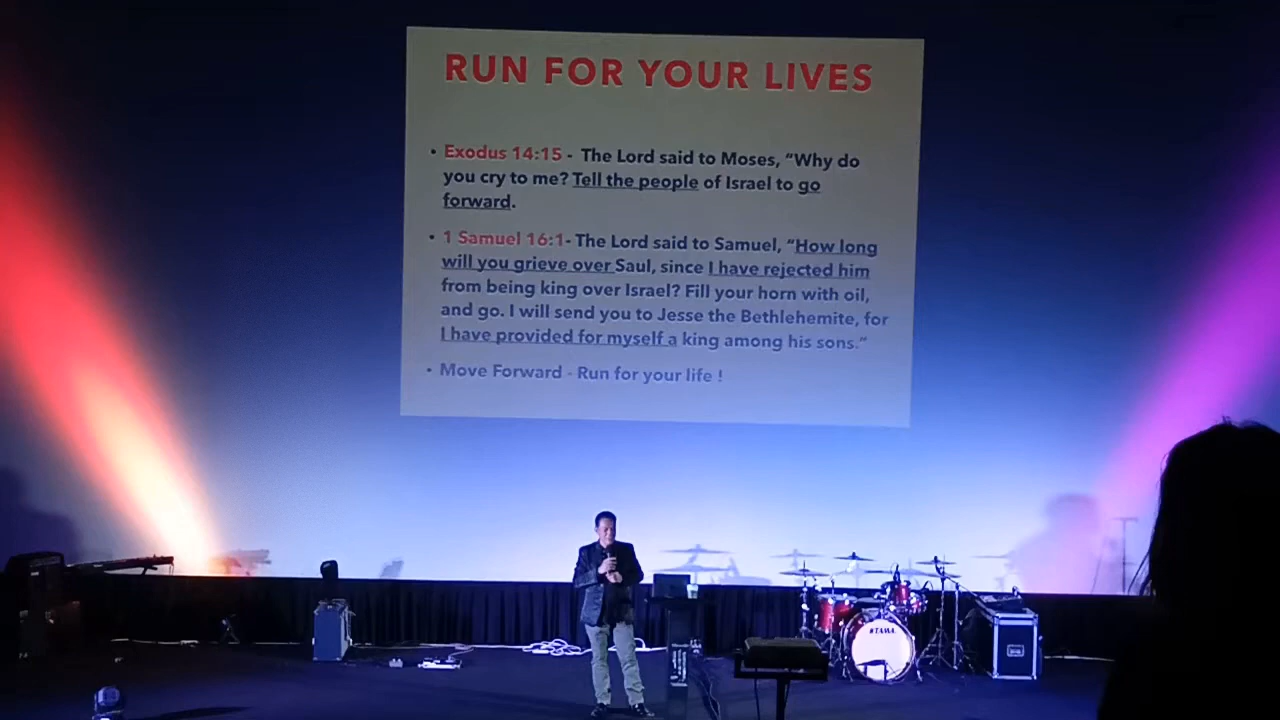 RUN FOR YOUR LIVES
• Exodus 14:15 - The Lord said to Moses, “Why do
you cry to me? Tell the people of Israel to go
forward.
• 1 Samuel 16:1- The Lord said to Samuel, “How long
will you grieve over Saul, since I have rejected him
from being king over Israel? Fill your horn with oil,
and go. I will send you to Jesse the Bethlehemite, for
I have provided for myself a king among his sons.”
• Move Forward - Run for your life !
TAMA